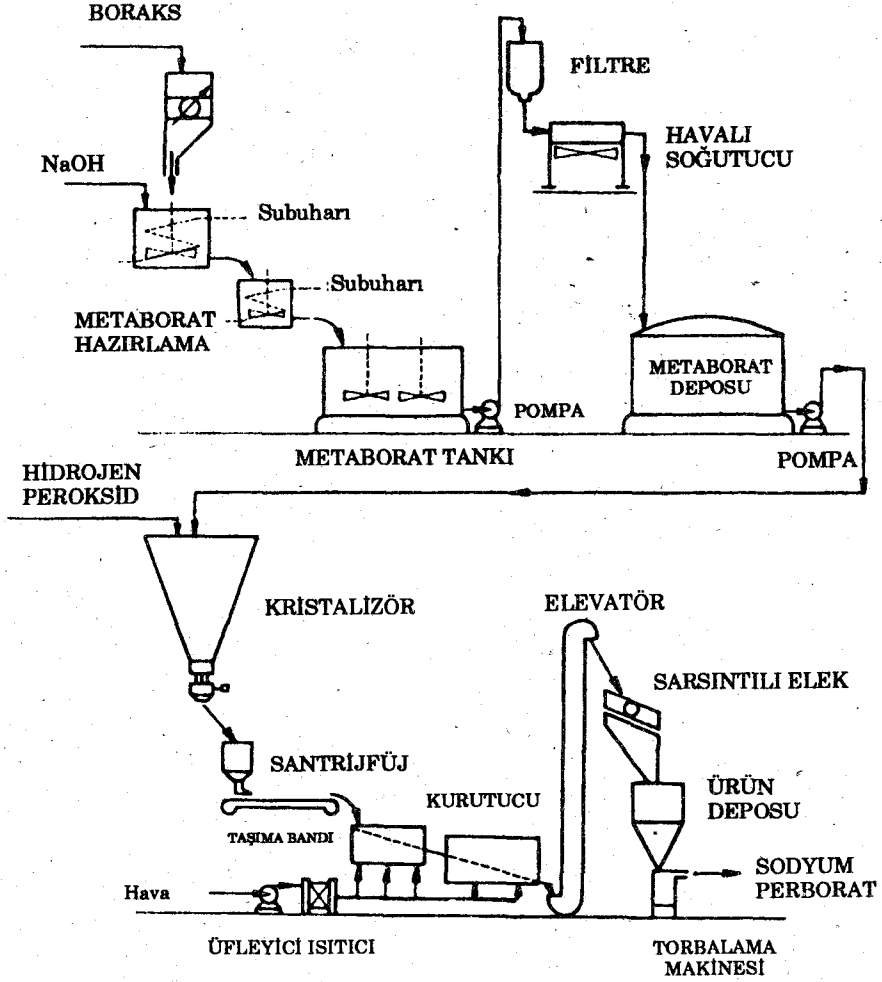 BORAKS
FİLTRE
HAVALI
SOĞUTUCU
NaOH
Subuharı
Subuharı
METABORAT
HAZIRLAMA
METABORAT
DEPOSU
POMPA
METABORAT TANKI
POMPA
HİDROJEN
PEROKSİD
KRİSTALİZÖR
ELEVATÖR
SARSINTILI ELEK
SANTRİJFÜJ
KURUTUCU
ÜRÜN
DEPOSU
TAŞIMA BANDI
SODYUM
PERBORAT
Hava
ÜFLEYİCİ ISITICI
TORBALAMA
MAKİNESİ